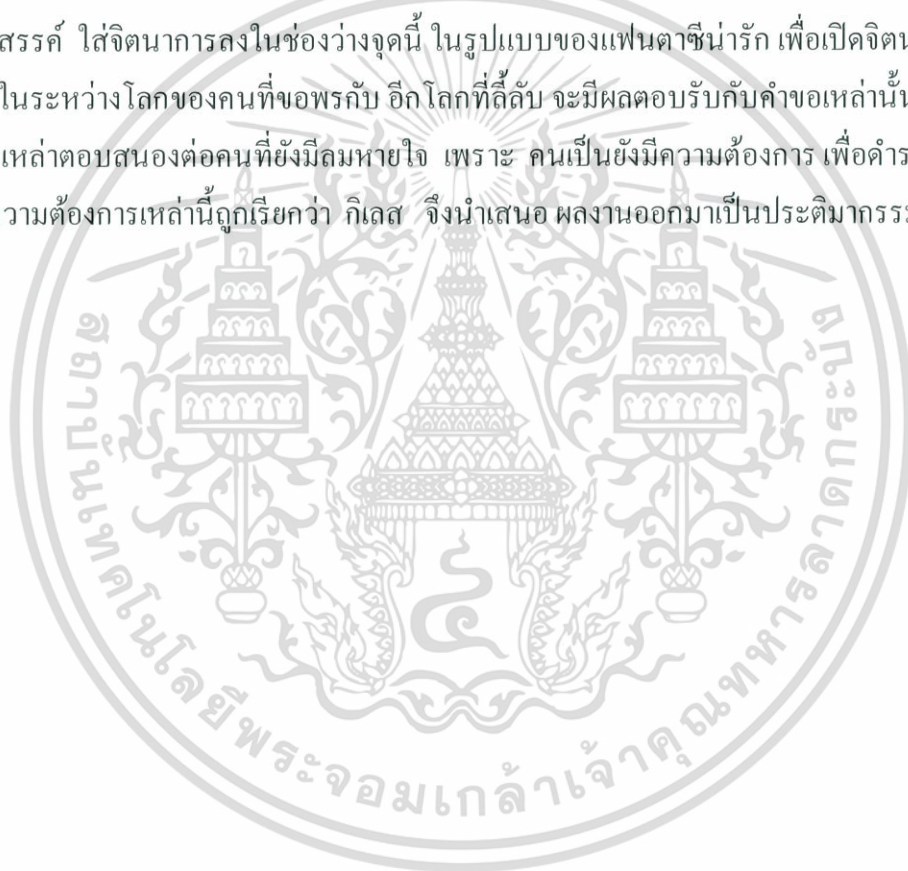 สรรค์ ใส่จิตนาการลงในช่องว่างจุดนี้ ในรูปแบบของแฟนตาซีน่ารัก เพื่อเปิดจิตน
ในระหว่างโลกของคนที่ขอพรกับ อีกโลกที่ลี้ลับ จะมีผลตอบรับกับคำขอเหล่านั้น
เหล่าตอบสนองต่อคนที่ยังมีลมหายใจ เพราะ คนเป็นยังมีความต้องการ เพื่อดำร
วามต้องการเหล่านี้ถูกเรียกว่า กิเลส จึงนำเสนอ ผลงานออกมาเป็นประติมากรร
สถาบันเทคโนโลยีพระจอมเกล้าเจ้าคุณทหารลาดกระบัง